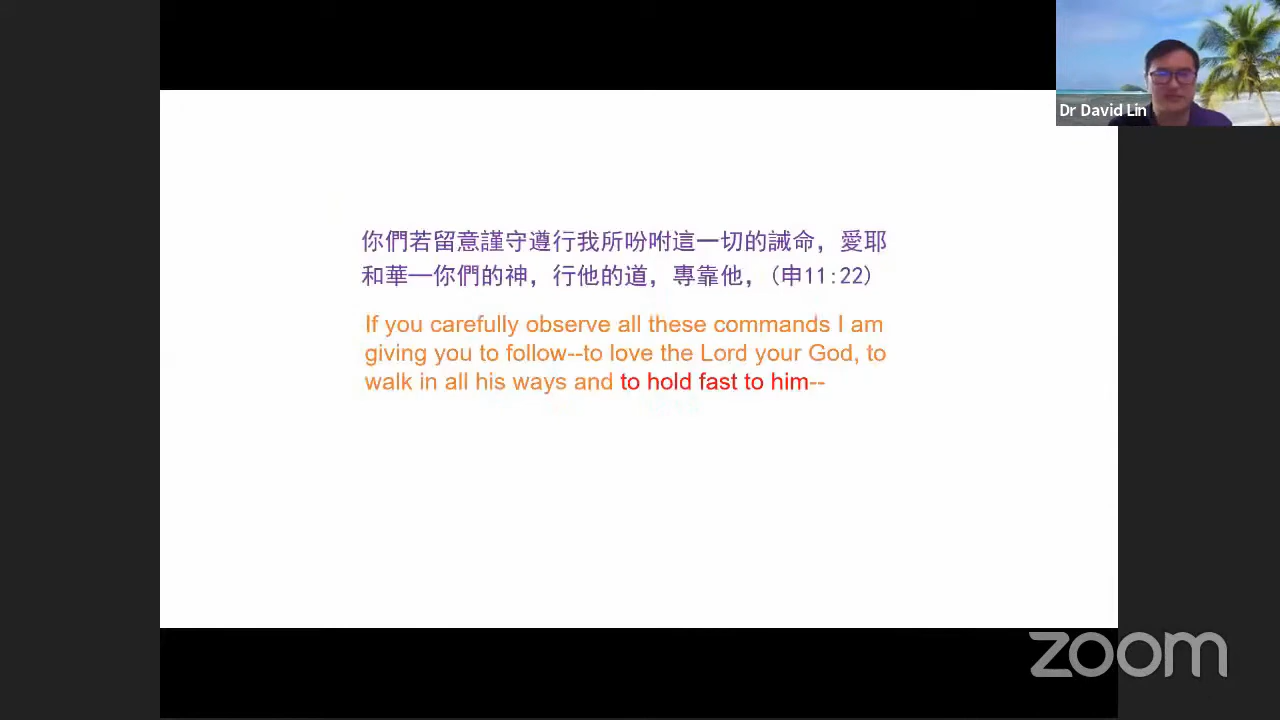 Dr David Lin
你們若留意謹守遵行我所吩咐這一切的誡命，愛耶
和華—你們的神，行他的道，專靠他，(申11:22)
If you carefully observe all these commands I am
giving you to follow--to love the Lord your God, to
walk in all his ways and to hold fast to him--
zoom